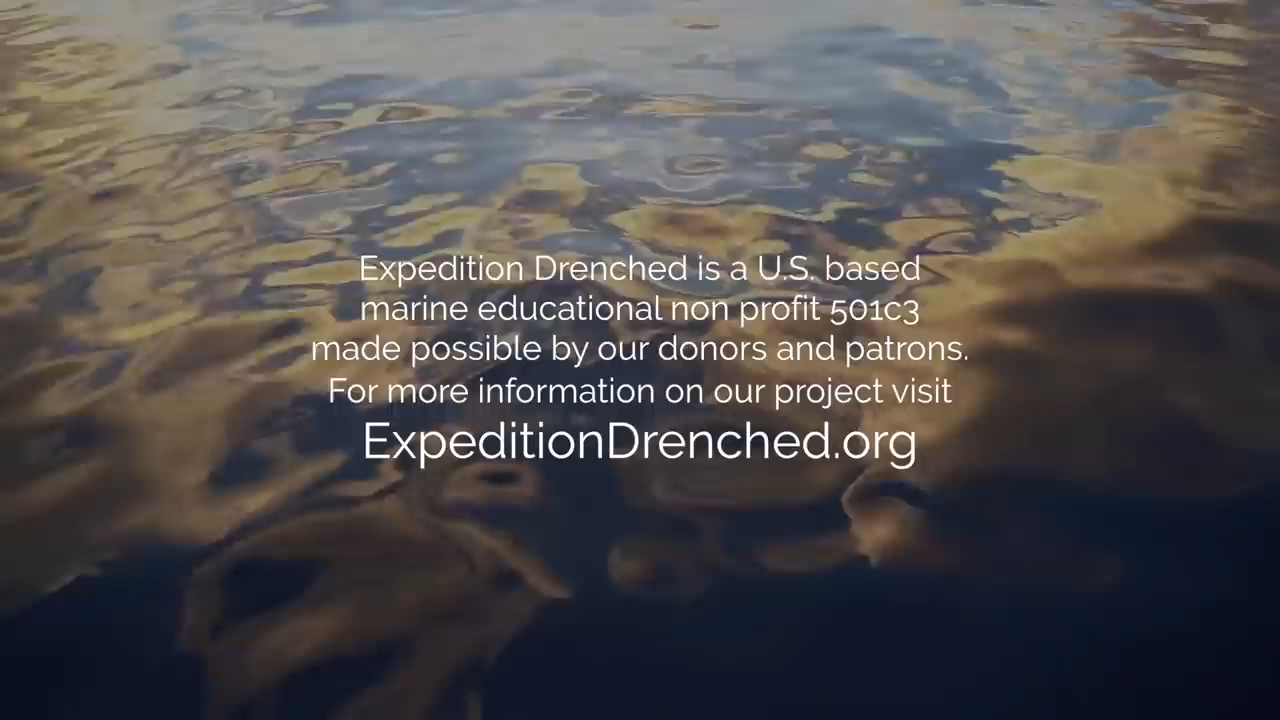 Expedition Drenched is a U.S. based
marine educational non profit 501c3
made possible by our donors and patrons.
For more information on our project visit
ExpeditionDrenched.org